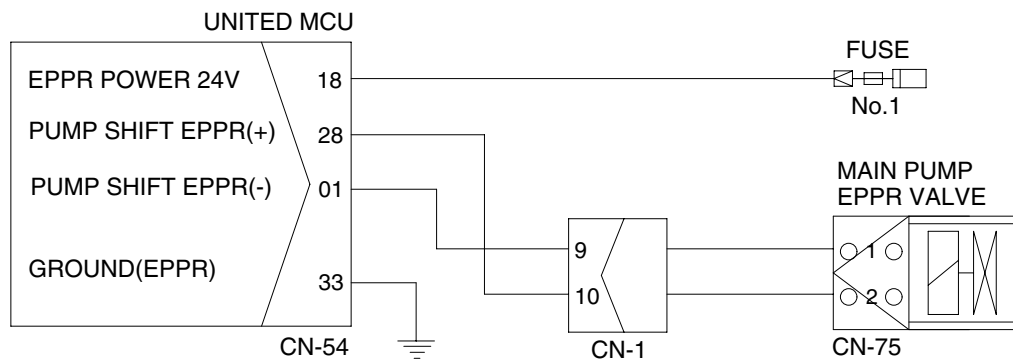 UNITED MCU
EPPR POWER 24V
18
FUSE
No.1
PUMP SHIFT EPPR(+)
28
PUMP SHIFT EPPR(-)
01
MAIN PUMP
EPPR VALVE
9
1
GROUND(EPPR)
33
10
2
CN-54
CN-1
CN-75